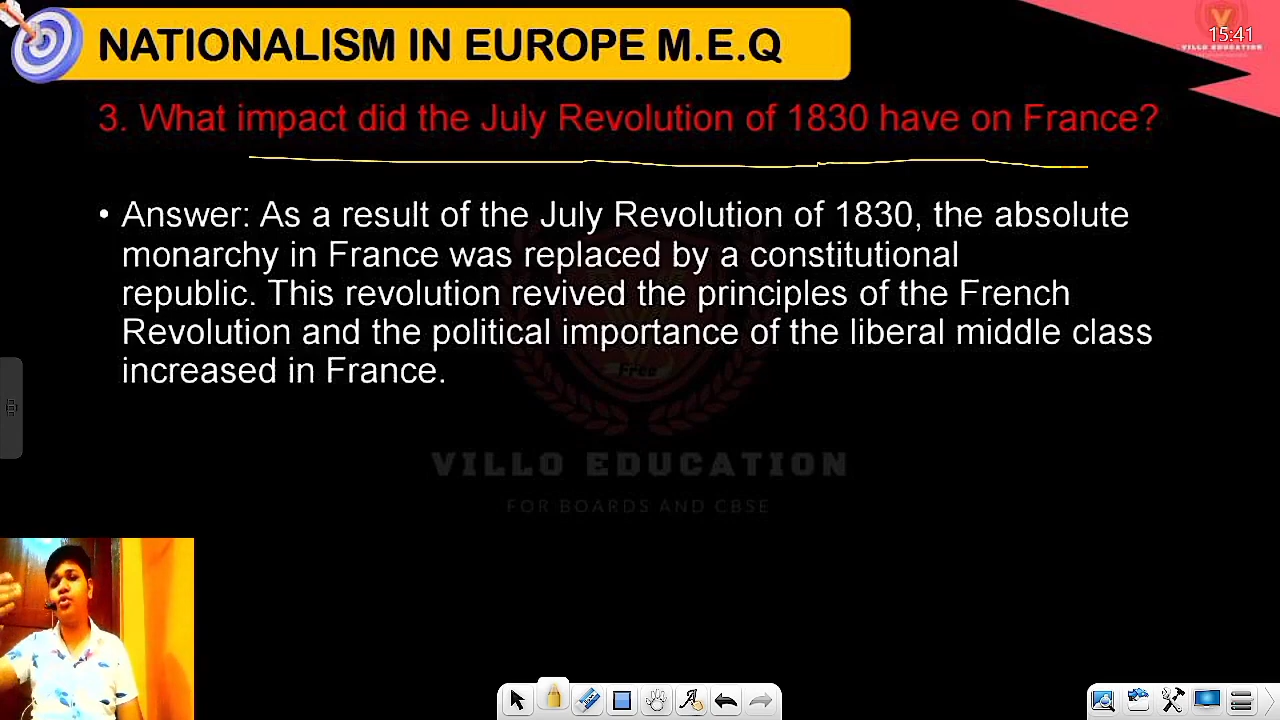 NATIONALISM IN EUROPE M.E.Q
15:41
VILLO EDUCATION
3. What impact did the July Revolution of 1830 have on France?
• Answer: As a result of the July Revolution of 1830, the absolute
monarchy in France was replaced by a constitutional
republic. This revolution revived the principles of the French
Revolution and the political importance of the liberal middle class
increased in France.
Free
VILLO EDUCATION
FOR BOARDS AND CBSE